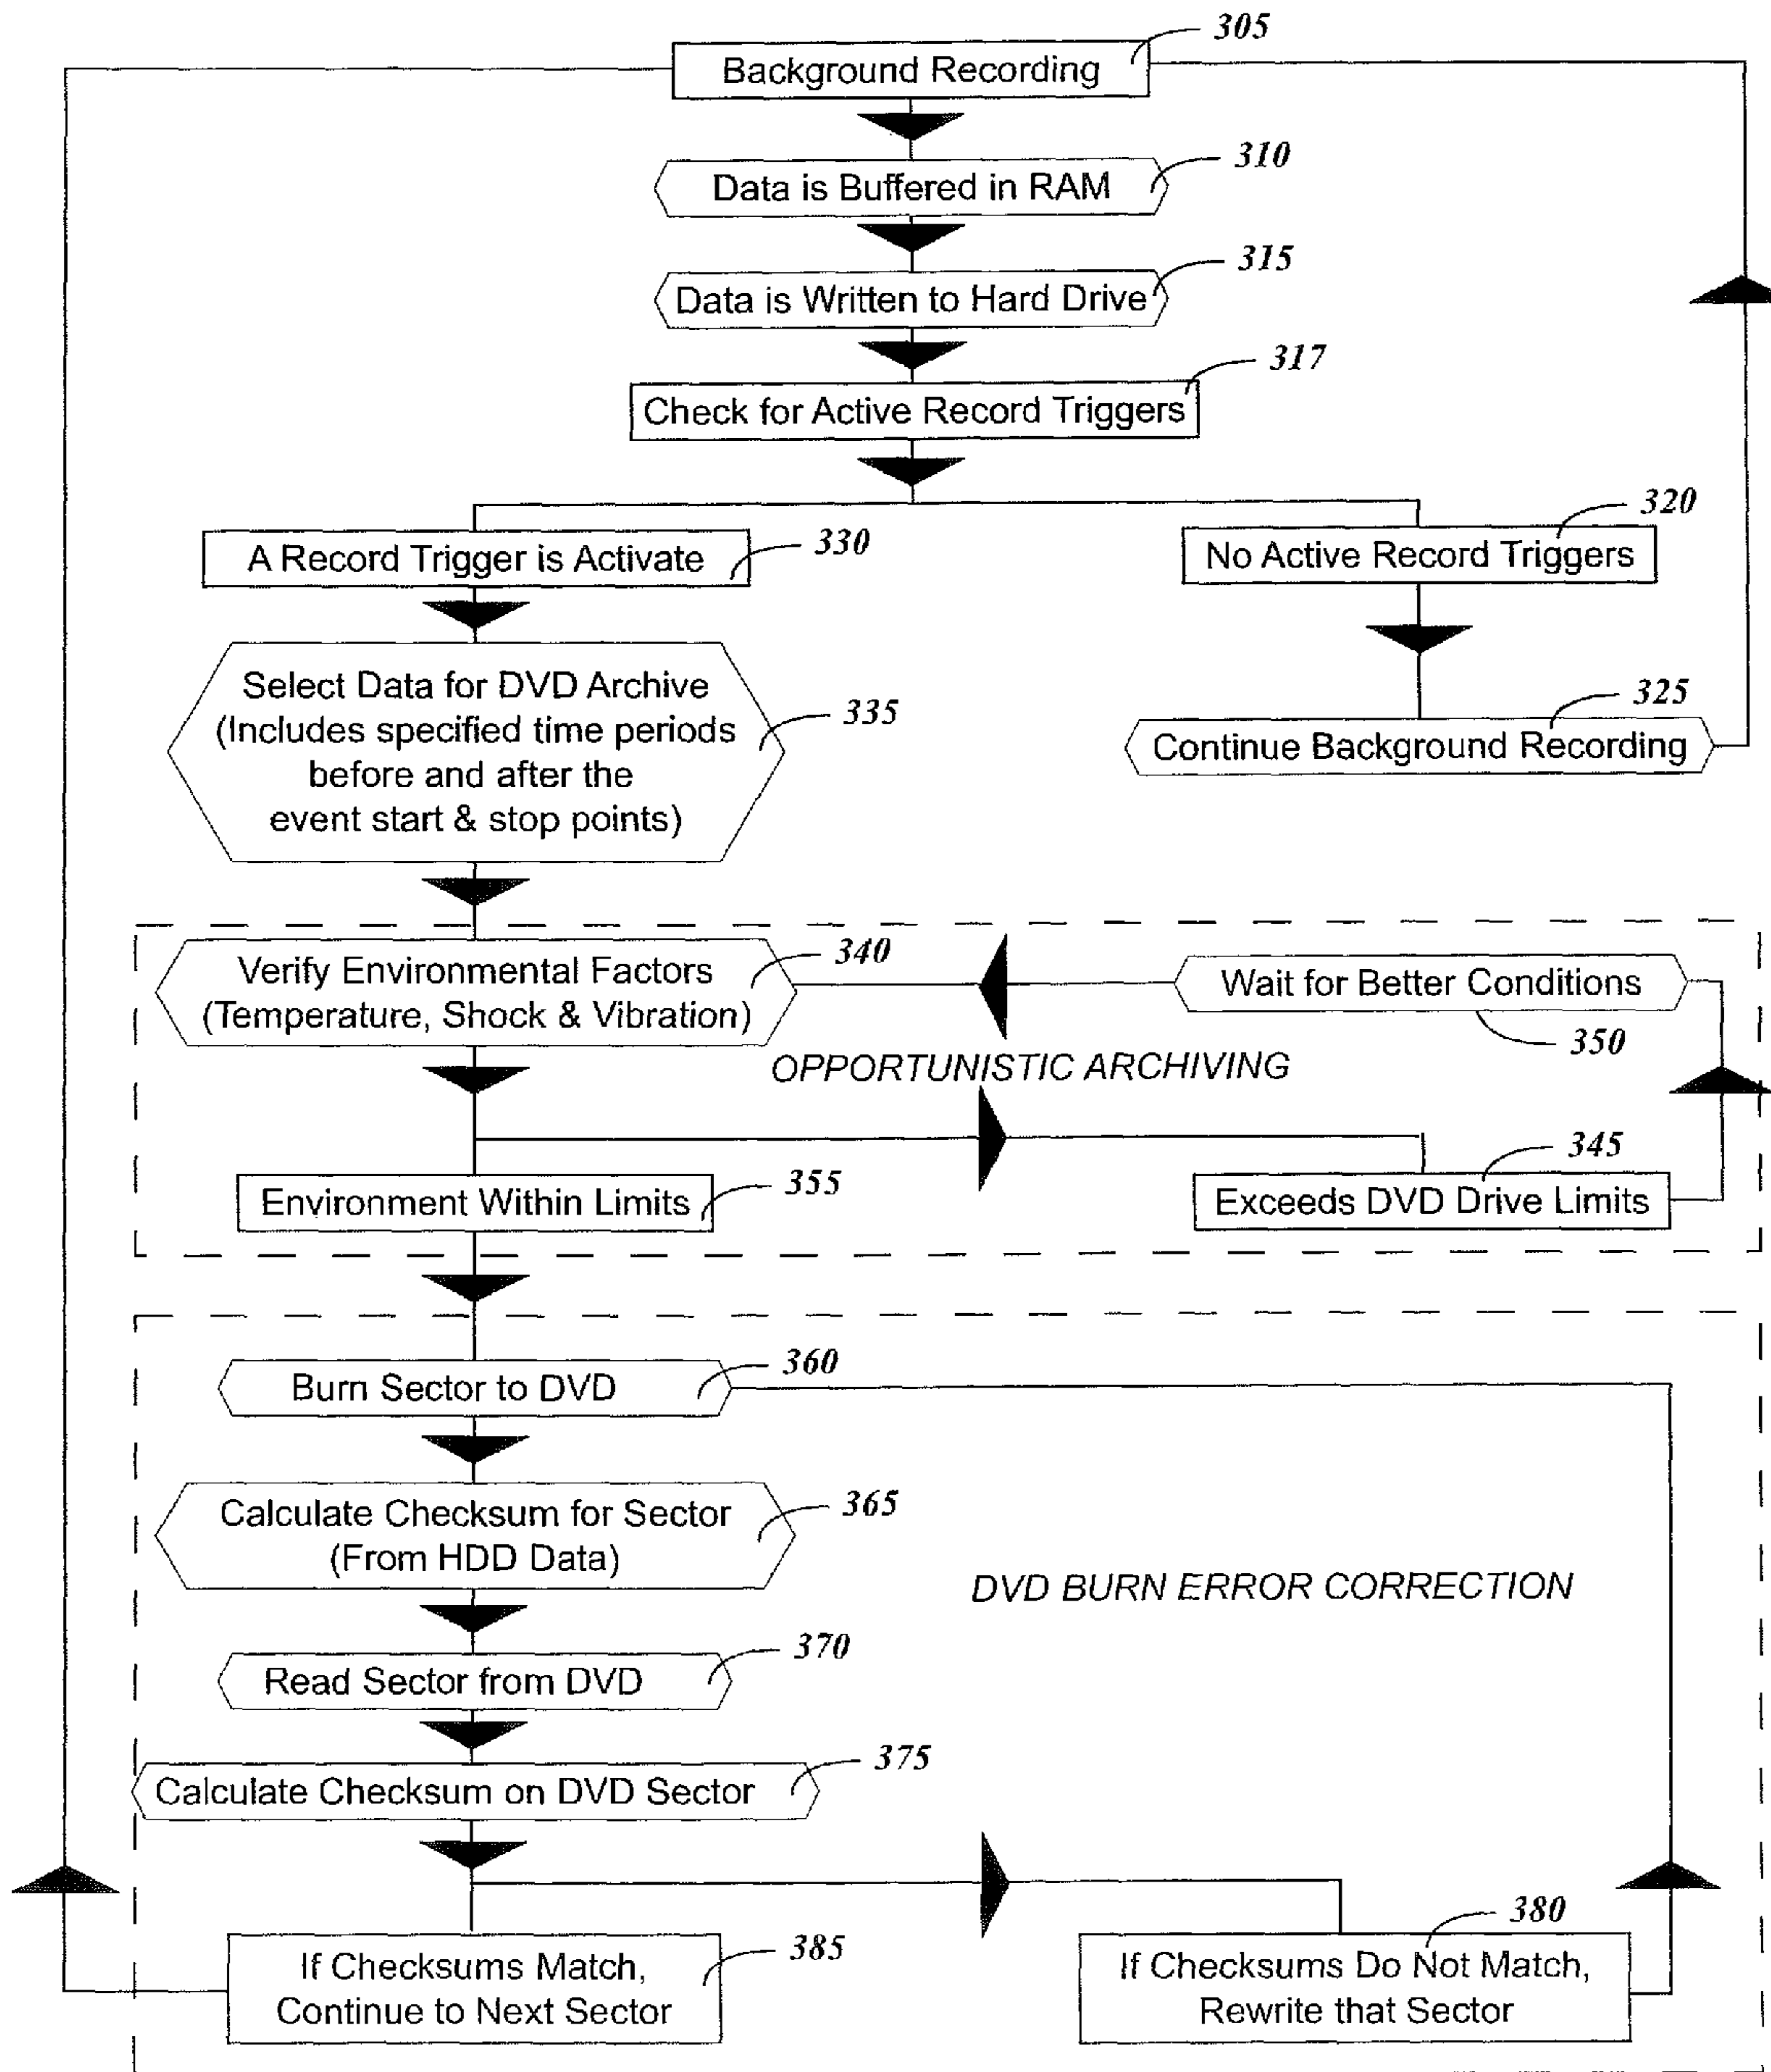 305
Background Recording
310
Data is Buffered in RAM
315
Data is Written to Hard Drive
317
Check for Active Record Triggers
330
A Record Trigger is Activate
320
No Active Record Triggers
335
Select Data for DVD Archive
(Includes specified time periods
before and after the
event start & stop points)
325
Continue Background Recording
340
Verify Environmental Factors
(Temperature, Shock & Vibration)
Wait for Better Conditions
350
OPPORTUNISTIC ARCHIVING
355
Environment Within Limits
345
Exceeds DVD Drive Limits
360
Burn Sector to DVD
365
Calculate Checksum for Sector
(From HDD Data)
DVD BURN ERROR CORRECTION
370
Read Sector from DVD
375
Calculate Checksum on DVD Sector
385
If Checksums Match,
Continue to Next Sector
380
If Checksums Do Not Match,
Rewrite that Sector